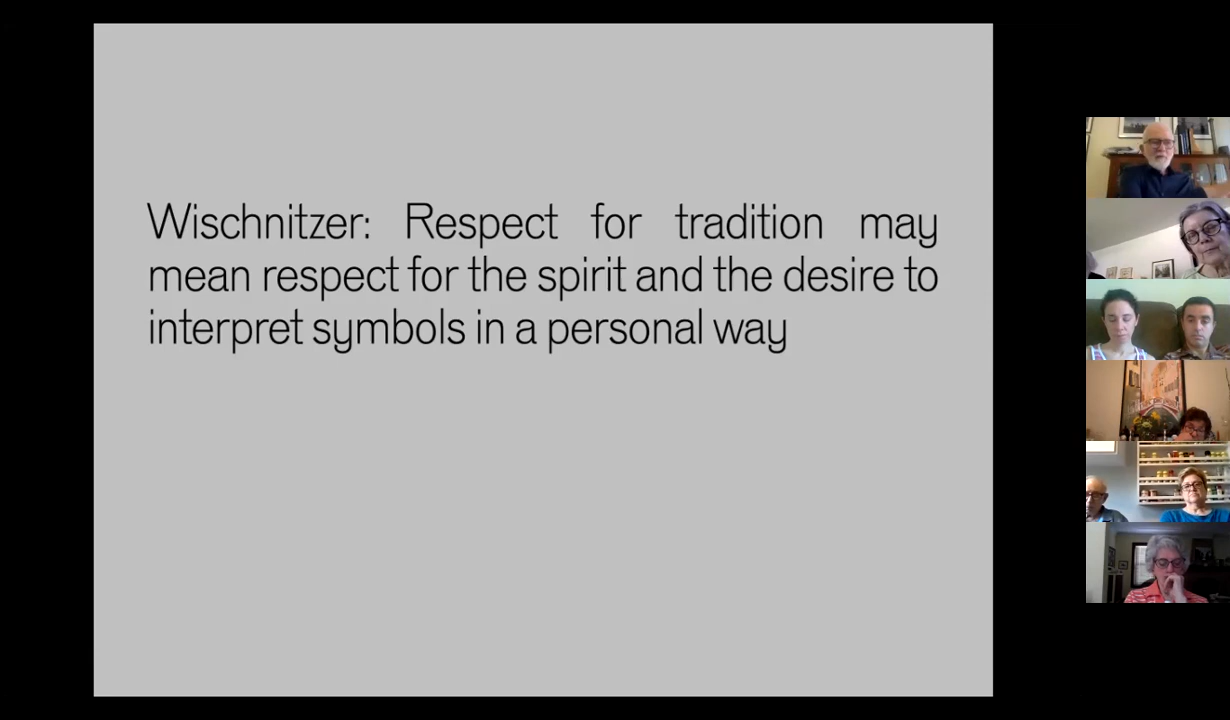 Wischnitzer: Respect for tradition may
mean respect for the spirit and the desire to
interpret symbols in a personal way